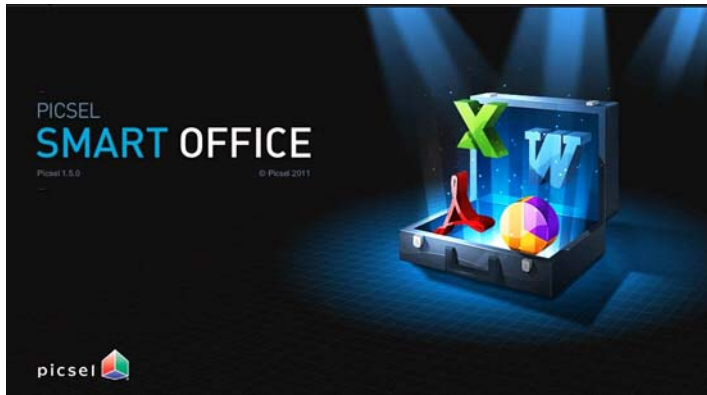 PICSEL
SMART OFFICE
Picsel 1.5.0 © Picsel 2011
X
W
picsel